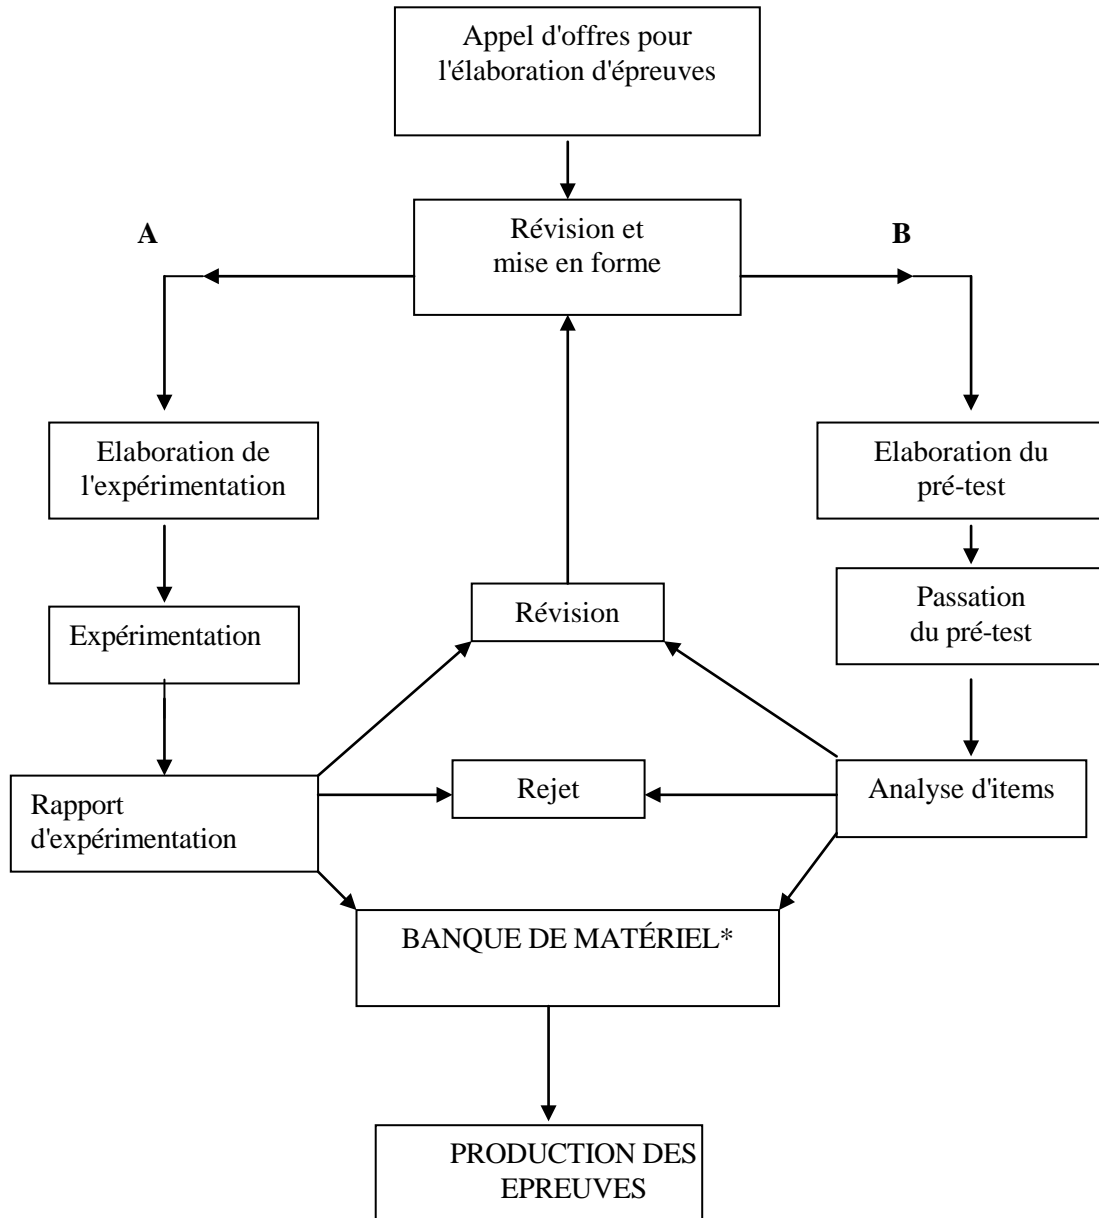 Appel d'offres pour
l'élaboration d'épreuves
Révision et
mise en forme
A
B
Elaboration de
l'expérimentation
Elaboration du
pré-test
Expérimentation
Révision
Passation
du pré-test
Rapport
d'expérimentation
Rejet
Analyse d'items
BANQUE DE MATÉRIEL*
PRODUCTION DES
EPREUVES